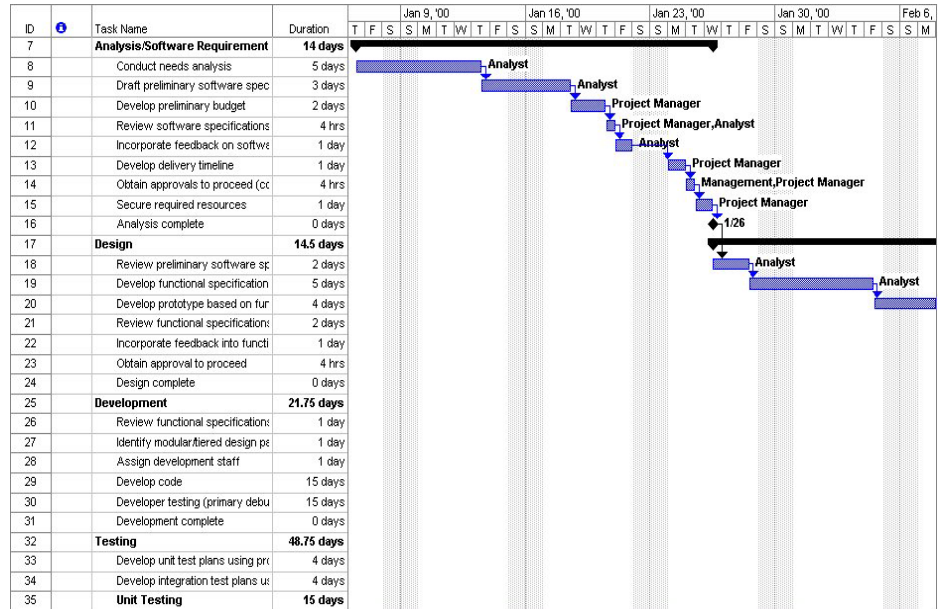 Jan 9, '00 Jan 16, '00 Jan 23, '00 Jan 30, '00 Feb 6,
ID Task Name Duration T F S S M T W T F S S M T W T F S S M T W T F S S M T W T F S S M
7 Analysis/Software Requirement 14 days
8 Conduct needs analysis 5 days Analyst
9 Draft preliminary software spec 3 days Analyst
10 Develop preliminary budget 2 days Project Manager
11 Review software specifications 4 hrs Project Manager,Analyst
12 Incorporate feedback on softwa 1 day Analyst
13 Develop delivery timeline 1 day Project Manager
14 Obtain approvals to proceed (cc 4 hrs Management,Project Manager
15 Secure required resources 1 day Project Manager
16 Analysis complete 0 days 1/26
17 Design 14.5 days
18 Review preliminary software sp 2 days Analyst
19 Develop functional specification 5 days Analyst
20 Develop prototype based on fur 4 days
21 Review functional specifications 2 days
22 Incorporate feedback into functi 1 day
23 Obtain approval to proceed 4 hrs
24 Design complete 0 days
25 Development 21.75 days
26 Review functional specifications 1 day
27 Identify modular/tiered design pa 1 day
28 Assign development staff 1 day
29 Develop code 15 days
30 Developer testing (primary debu 15 days
31 Development complete 0 days
32 Testing 48.75 days
33 Develop unit test plans using pro 4 days
34 Develop integration test plans us 4 days
35 Unit Testing 15 days